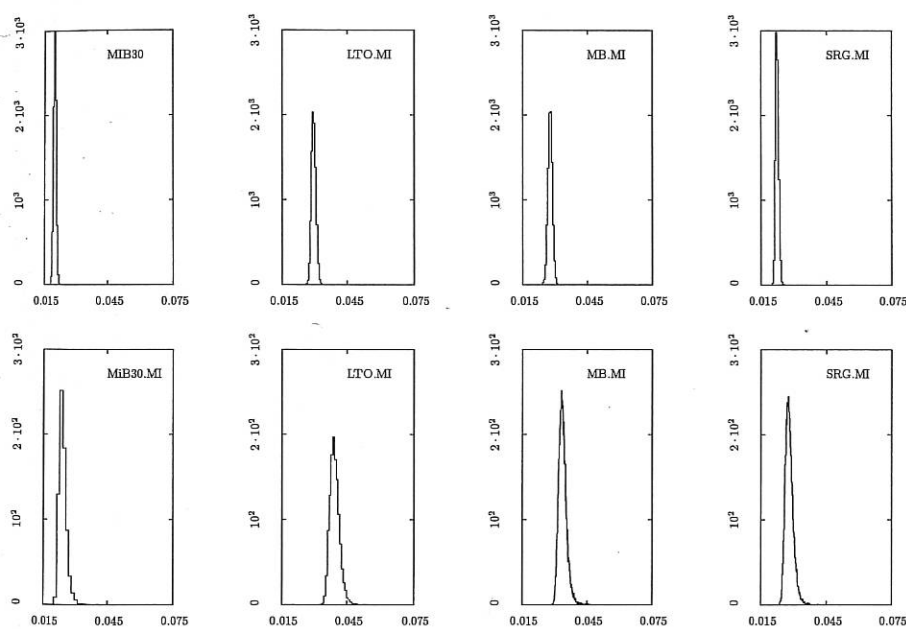 3·10³ 3·10³ 3·10³ 3·10³
MIB30 LTO.MI MB.MI SRG.MI
2·10³ 2·10³ 2·10³ 2·10³
10³ 10³ 10³ 10³
0 0 0 0
0.015 0.045 0.075 0.015 0.045 0.075 0.015 0.045 0.075 0.015 0.045 0.075
3·10² 3·10² 3·10² 3·10²
MiB30.MI LTO.MI MB.MI SRG.MI
2·10² 2·10² 2·10² 2·10²
10² 10² 10² 10²
0 0 0 0
0.015 0.045 0.075 0.015 0.045 0.075 0.015 0.045 0.075 0.015 0.045 0.075